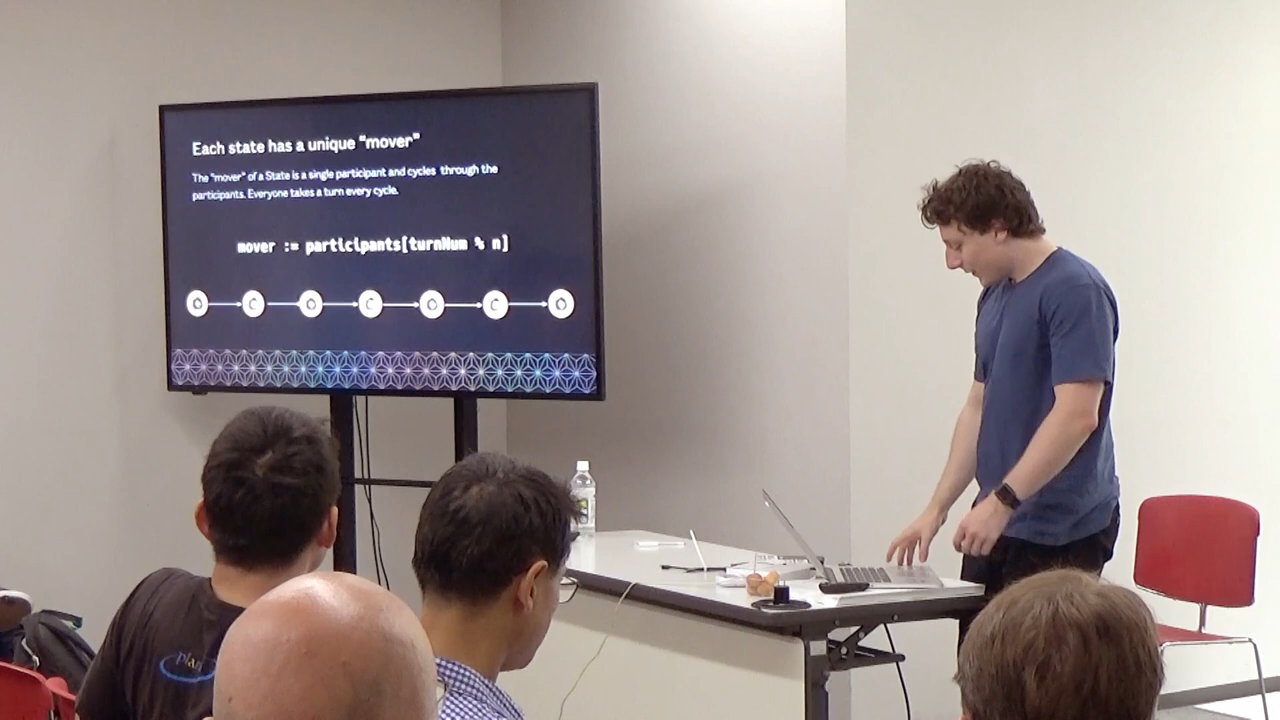 Each state has a unique "mover"
The "mover" of a State is a single participant and cycles through the
participants. Everyone takes a turn every cycle.
mover := participants[turnNum % n]
plan